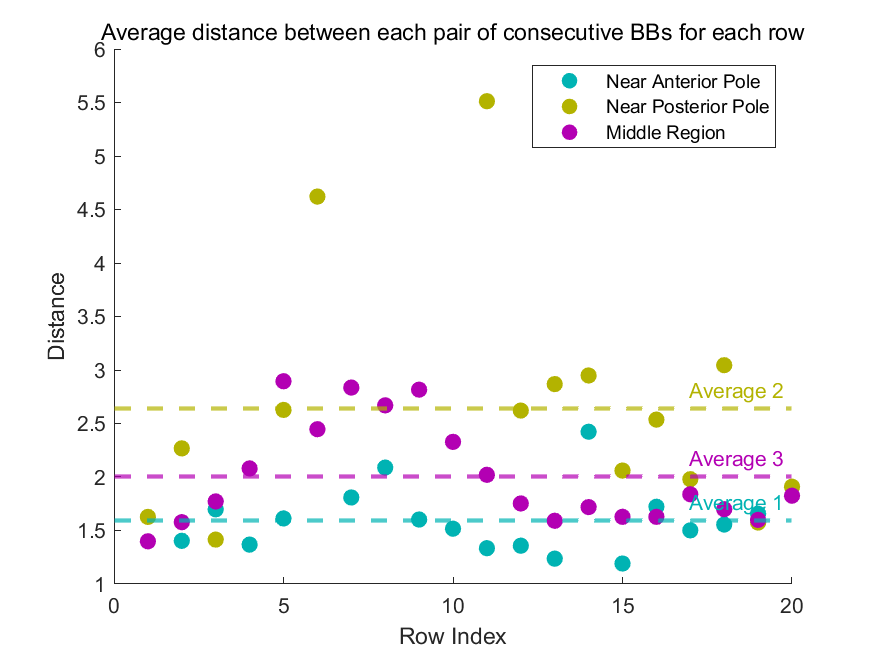 Average distance between each pair of consecutive BBs for each row
6
5.5
5
4.5
4
3.5
3
2.5
2
1.5
1
Distance
Near Anterior Pole
Near Posterior Pole
Middle Region
Average 2
Average 3
Average 1
0
5
10
15
20
Row Index